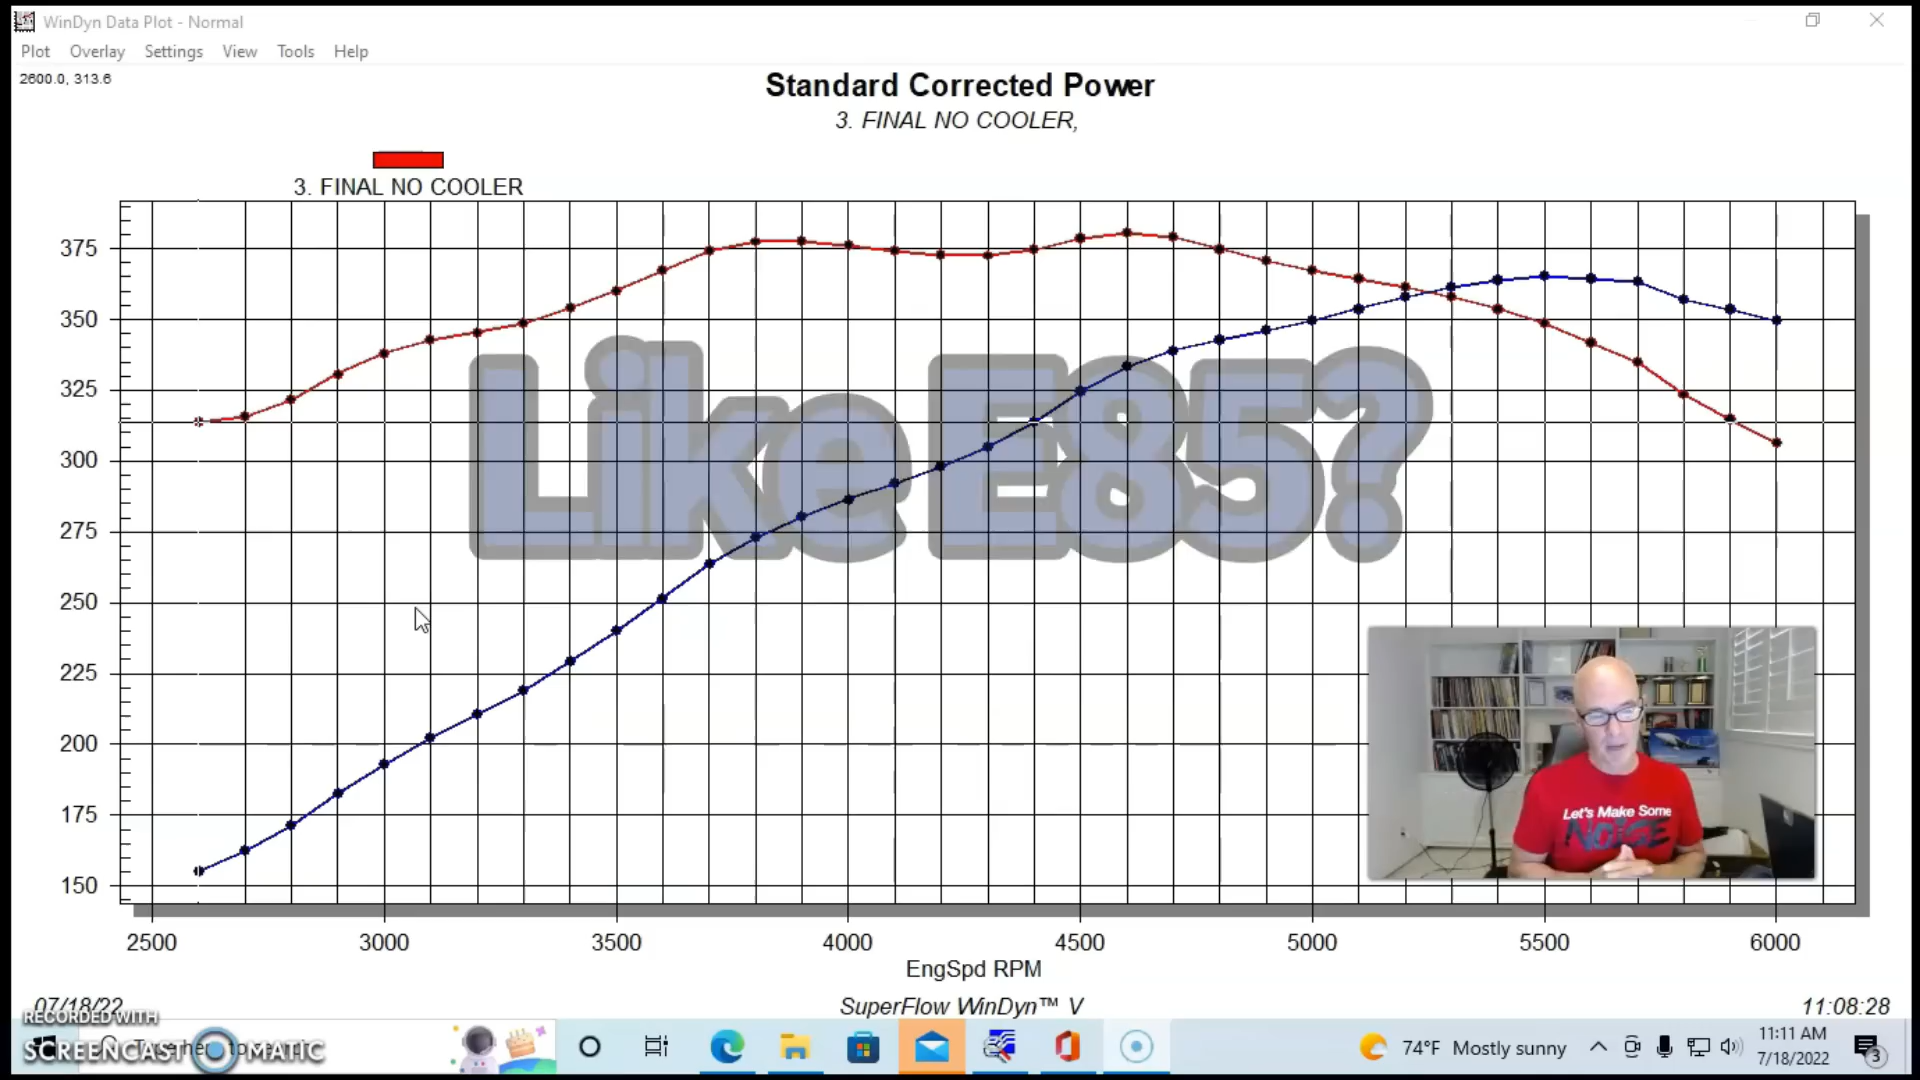 WinDyn Data Plot - Normal
Plot Overlay Settings View Tools Help
2600.0, 313.6
Standard Corrected Power
3. FINAL NO COOLER,
3. FINAL NO COOLER
375
350
325
300
275
250
225
200
175
150
Like E85?
Let's Make Some
NOISE
2500 3000 3500 4000 4500 5000 5500 6000
EngSpd RPM
07/18/22 SuperFlow WinDyn™ V 11:08:28
RECORDED WITH
SCREENCAST O MATIC
Type here to
74°F Mostly sunny
11:11 AM
7/18/2022
3